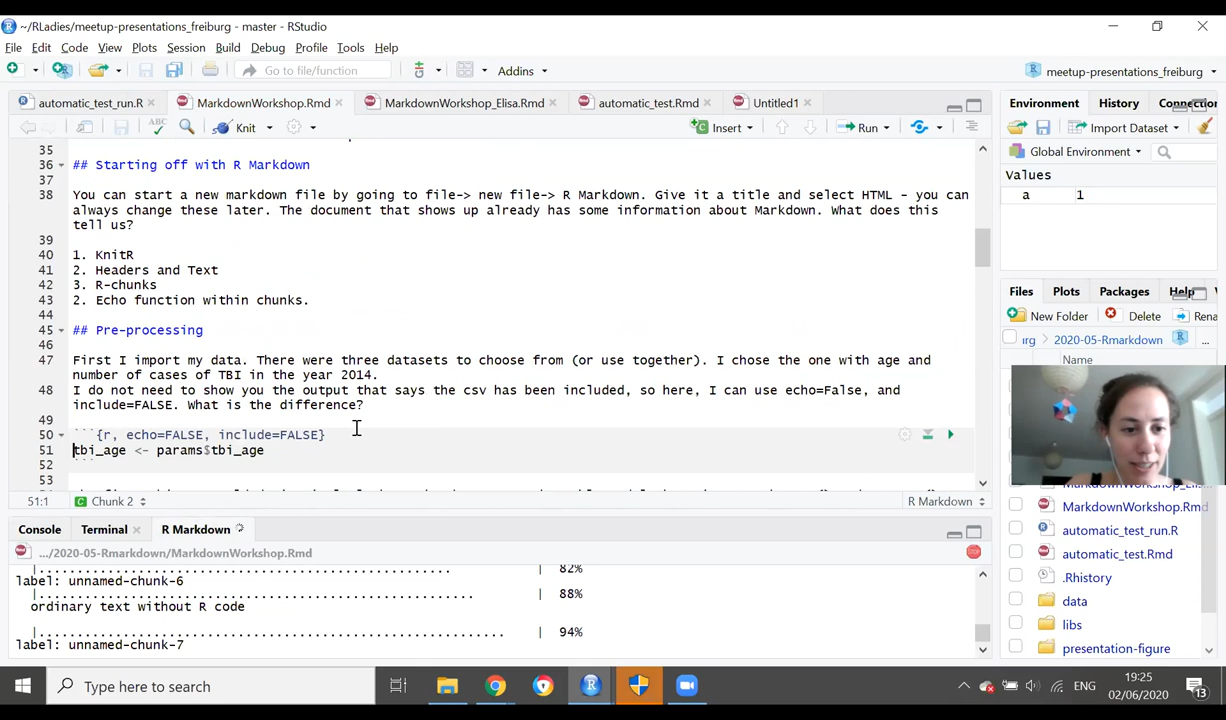 ~/RLadies/meetup-presentations_freiburg - master - RStudio
File Edit Code View Plots Session Build Debug Profile Tools Help
Go to file/function
Addins
meetup-presentations_freiburg
automatic_test_run.R
MarkdownWorkshop.Rmd
MarkdownWorkshop_Elisa.Rmd
automatic_test.Rmd
Untitled1
Environment
History
Connectio
ABC
Knit
Insert
Run
Import Dataset
Global Environment
Values
a 1
35
36 ## Starting off with R Markdown
37
38 You can start a new markdown file by going to file-> new file-> R Markdown. Give it a title and select HTML - you can
always change these later. The document that shows up already has some information about Markdown. What does this
tell us?
39
40 1. KnitR
41 2. Headers and Text
42 3. R-chunks
43 2. Echo function within chunks.
44
45 ## Pre-processing
46
47 First I import my data. There were three datasets to choose from (or use together). I chose the one with age and
number of cases of TBI in the year 2014.
48 I do not need to show you the output that says the csv has been included, so here, I can use echo=False, and
include=FALSE. What is the difference?
49
50 ```{r, echo=FALSE, include=FALSE}
51 tbi_age <- params$tbi_age
52 ```
53
51:1
Chunk 2
R Markdown
Files Plots Packages Help
New Folder
Delete
Rena
urg
2020-05-Rmarkdown
...
Name
MarkdownWorkshop_Eli
MarkdownWorkshop.Rmd
automatic_test_run.R
automatic_test.Rmd
.Rhistory
data
libs
presentation-figure
Console
Terminal
R Markdown
.../2020-05-Rmarkdown/MarkdownWorkshop.Rmd
|.................................................... | 82%
label: unnamed-chunk-6
|....................................................... | 88%
ordinary text without R code
|........................................................... | 94%
label: unnamed-chunk-7
Type here to search
ENG
19:25
02/06/2020
13